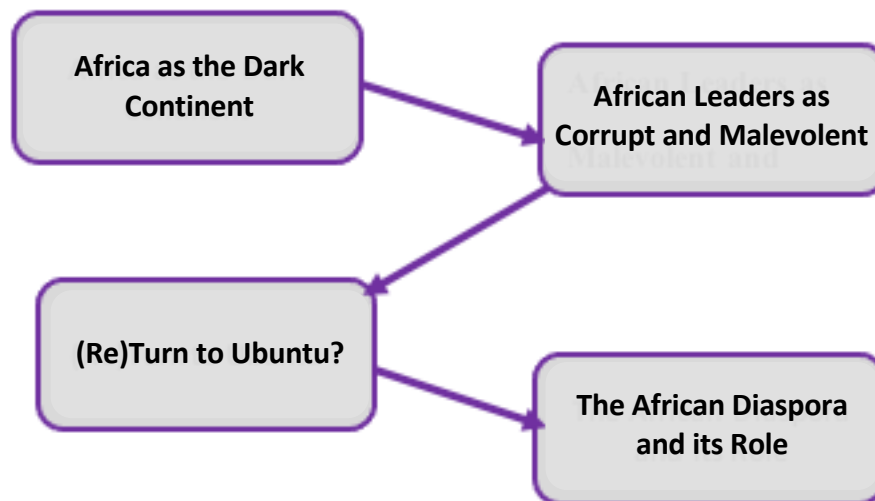 Africa as the Dark
Continent
African Leaders as
Corrupt and Malevolent
(Re)Turn to Ubuntu?
The African Diaspora
and its Role